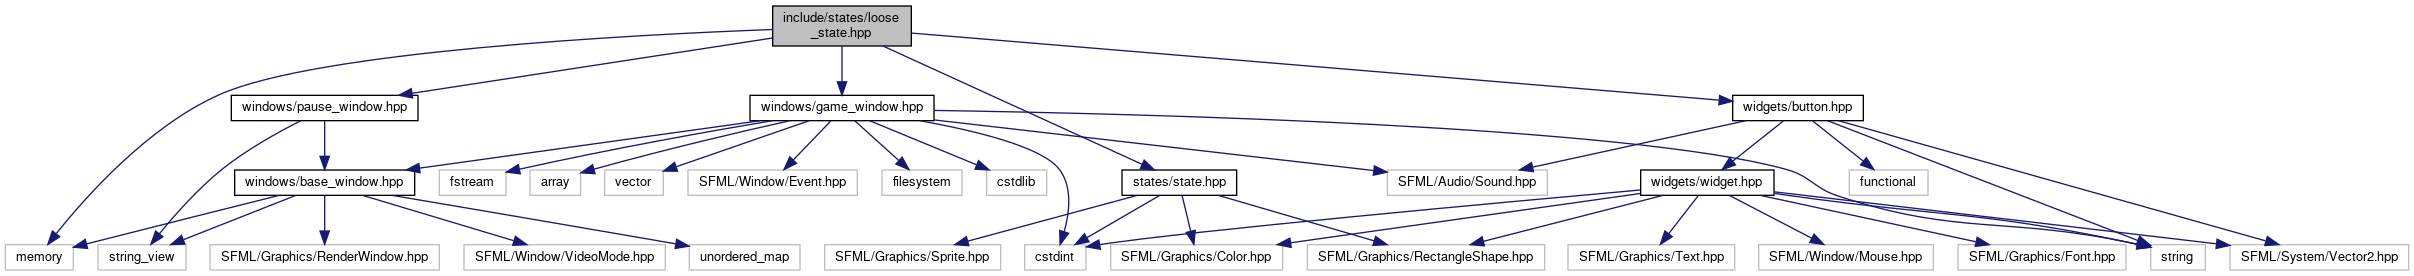 include/states/loose
_state.hpp
windows/pause_window.hpp
windows/game_window.hpp
widgets/button.hpp
windows/base_window.hpp
fstream
array
vector
SFML/Window/Event.hpp
filesystem
cstdlib
states/state.hpp
SFML/Audio/Sound.hpp
widgets/widget.hpp
functional
memory
string_view
SFML/Graphics/RenderWindow.hpp
SFML/Window/VideoMode.hpp
unordered_map
SFML/Graphics/Sprite.hpp
cstdint
SFML/Graphics/Color.hpp
SFML/Graphics/RectangleShape.hpp
SFML/Graphics/Text.hpp
SFML/Window/Mouse.hpp
SFML/Graphics/Font.hpp
string
SFML/System/Vector2.hpp